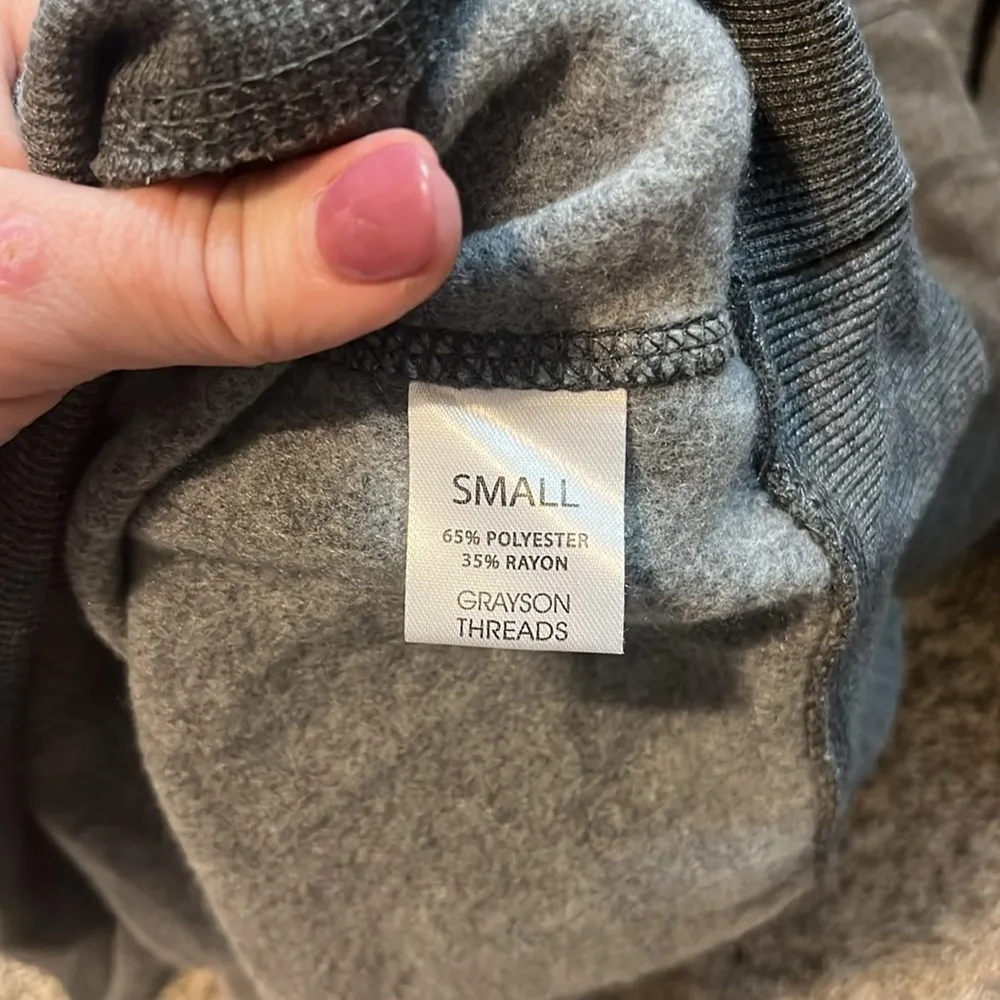 SMALL
65% POLYESTER
35% RAYON
GRAYSON
THREADS